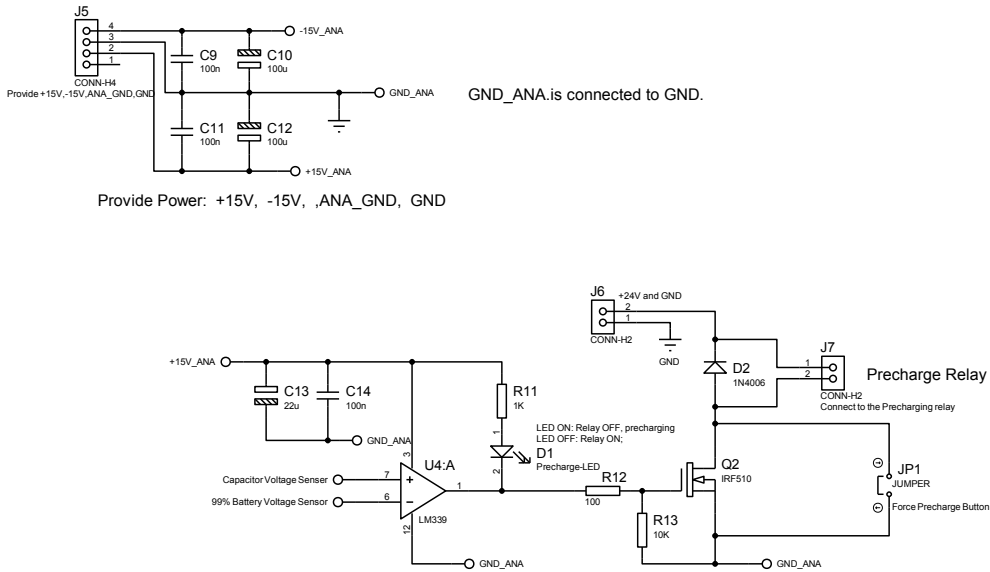 J5
4
3
2
1
CONN-H4
Provide +15V,-15V,ANA_GND,GND
C9
100n
C10
100u
C11
100n
C12
100u
-15V_ANA
GND_ANA
+15V_ANA
GND_ANA.is connected to GND.
Provide Power: +15V, -15V, ,ANA_GND, GND
J6
+24V and GND
2
1
CONN-H2
GND
D2
1N4006
J7
1
2
CONN-H2
Connect to the Precharging relay
Precharge Relay
+15V_ANA
C13
22u
C14
100n
GND_ANA
R11
1K
LED ON: Relay OFF, precharging
LED OFF: Relay ON;
1
2
D1
Precharge-LED
Capacitor Voltage Sensor
99% Battery Voltage Sensor
7
6
3
12
1
+
−
U4:A
LM339
GND_ANA
R12
100
R13
10K
Q2
IRF510
GND_ANA
JP1
JUMPER
Force Precharge Button